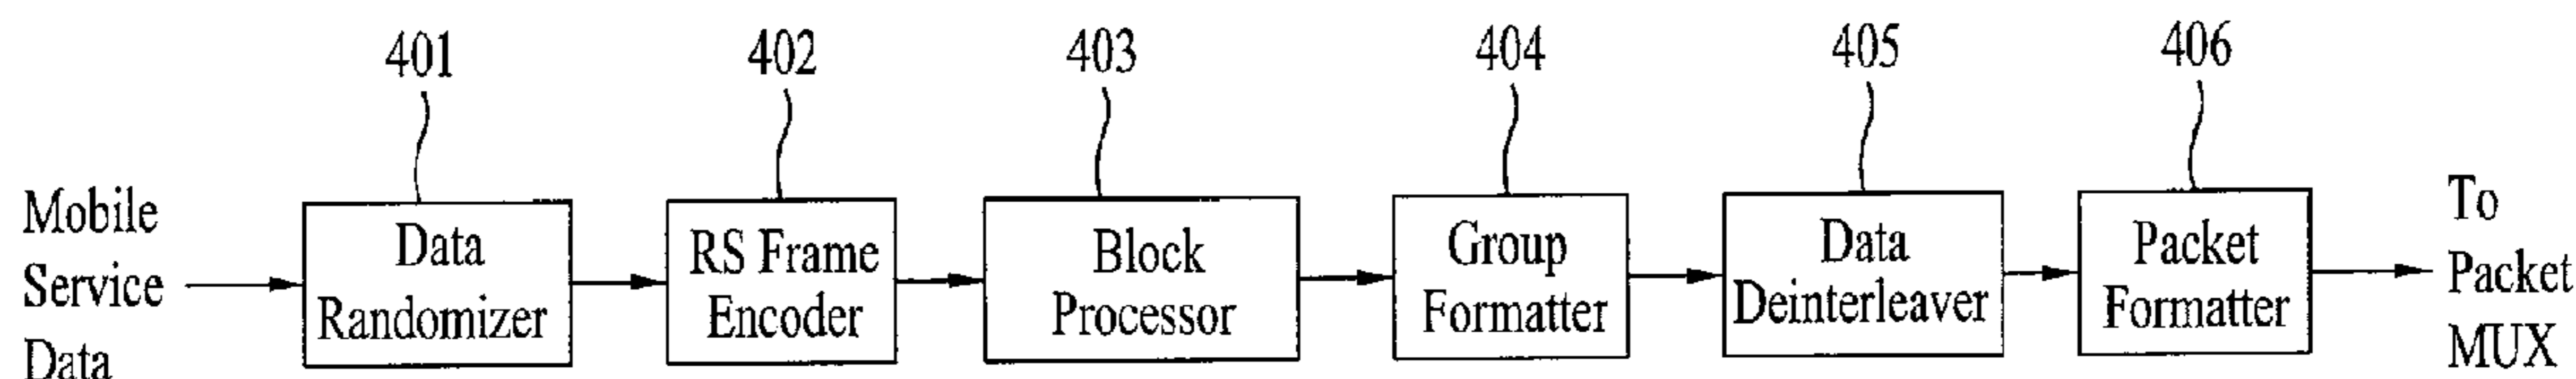 401
402
403
404
405
406
Mobile
Service
Data
Data
Randomizer
RS Frame
Encoder
Block
Processor
Group
Formatter
Data
Deinterleaver
Packet
Formatter
To
Packet
MUX